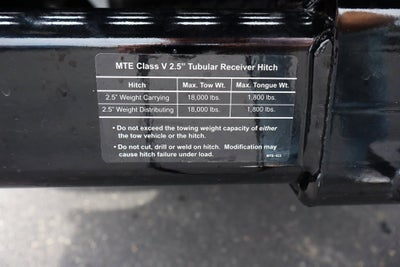 MTE Class V 2.5" Tubular Receiver Hitch
Hitch Max. Tow Wt. Max. Tongue Wt.
2.5" Weight Carrying 18,000 lbs. 1,800 lbs.
2.5" Weight Distributing 18,000 lbs. 1,800 lbs.
• Do not exceed the towing weight capacity of either
the tow vehicle or the hitch.
• Do not cut, drill or weld on hitch. Modification may
cause hitch failure under load.